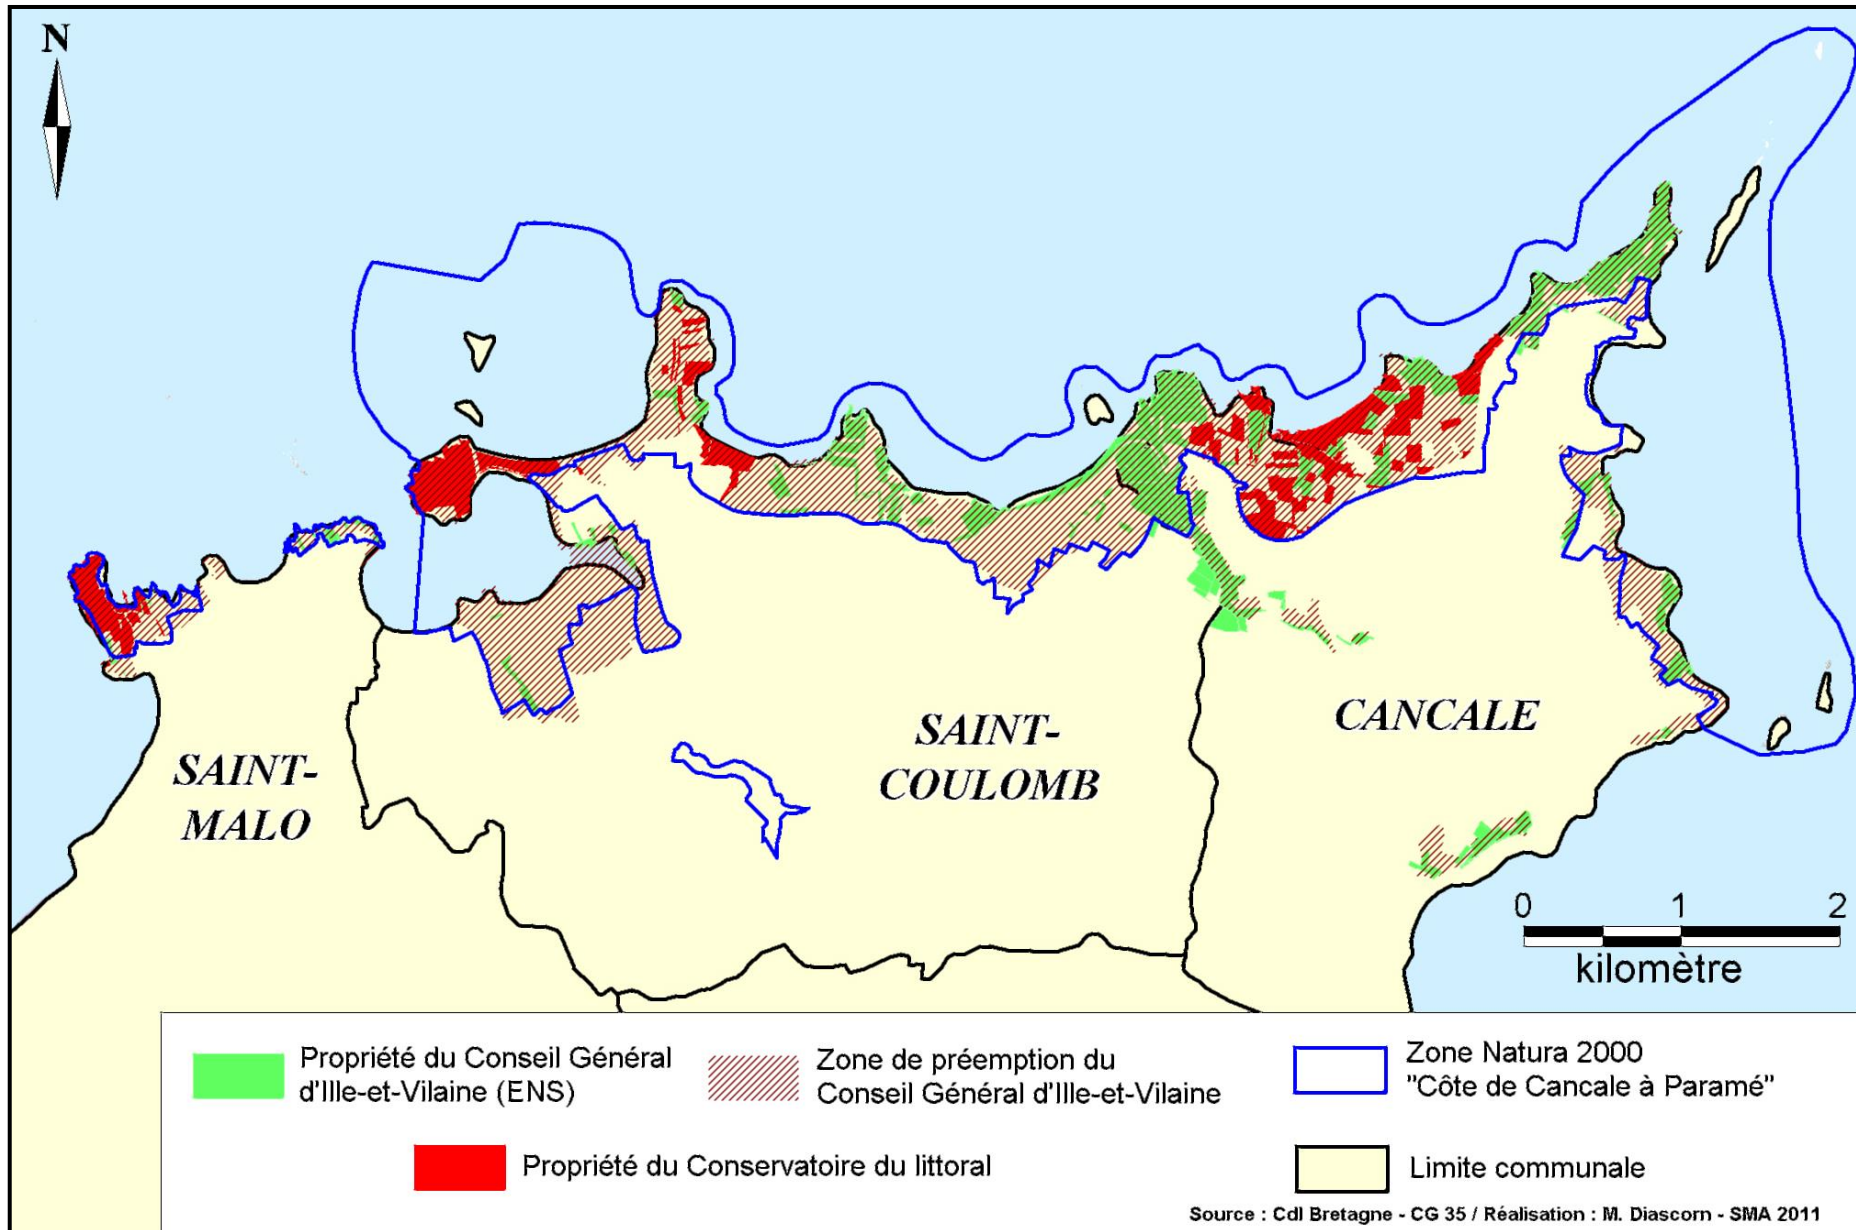 N
SAINT-
MALO
SAINT-
COULOMB
CANCALE
0 1 2
kilomètre
Propriété du Conseil Général
d'Ille-et-Vilaine (ENS)
Zone de préemption du
Conseil Général d'Ille-et-Vilaine
Zone Natura 2000
"Côte de Cancale à Paramé"
Propriété du Conservatoire du littoral
Limite communale
Source : Cdl Bretagne - CG 35 / Réalisation : M. Diascorn - SMA 2011